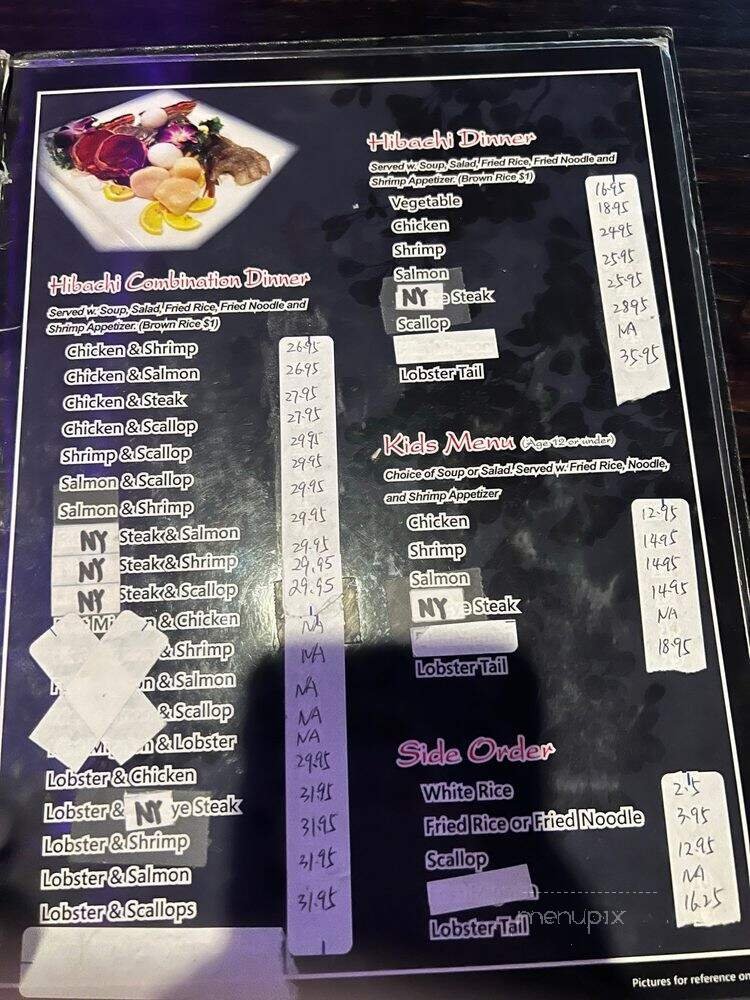 Hibachi Combination Dinner
Served w. Soup, Salad, Fried Rice, Fried Noodle and
Shrimp Appetizer. (Brown Rice $1)
Chicken & Shrimp
Chicken & Salmon
Chicken & Steak
Chicken & Scallop
Shrimp & Scallop
Salmon & Scallop
Salmon & Shrimp
NY Steak & Salmon
NY Steak & Shrimp
NY Steak & Scallop
& Chicken
& Shrimp
n & Salmon
& Scallop
n & Lobster
Lobster & Chicken
Lobster & NY ye Steak
Lobster & Shrimp
Lobster & Salmon
Lobster & Scallops
26.95
26.95
27.95
27.95
29.95
29.95
29.95
29.95
29.95
29.95
29.95
NA
NA
NA
NA
NA
29.95
31.95
31.95
31.95
31.95
Hibachi Dinner
Served w. Soup, Salad, Fried Rice, Fried Noodle and
Shrimp Appetizer. (Brown Rice $1)
Vegetable 16.95
Chicken 18.95
Shrimp 24.95
Salmon 25.95
NY e Steak 25.95
Scallop 28.95
NA
Lobster Tail 35.95
Kids Menu (Age 12 or under)
Choice of Soup or Salad. Served w. Fried Rice, Noodle,
and Shrimp Appetizer
Chicken 12.95
Shrimp 14.95
Salmon 14.95
NY ye Steak 14.95
NA
Lobster Tail 18.95
Side Order
White Rice 2.5
Fried Rice or Fried Noodle 3.95
Scallop 12.95
NA
Lobster Tail 16.25
menupix
Pictures for reference on